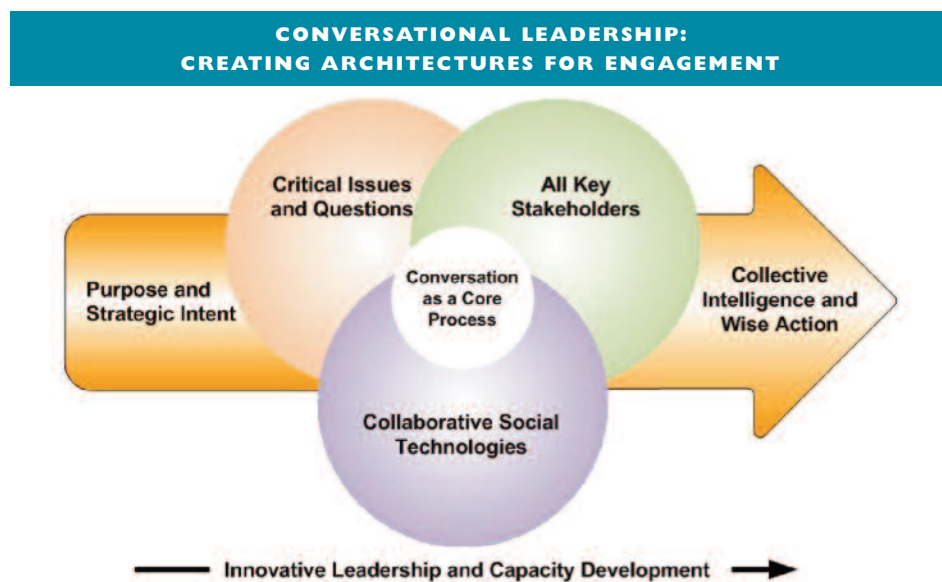 CONVERSATIONAL LEADERSHIP:
CREATING ARCHITECTURES FOR ENGAGEMENT
Critical Issues
and Questions
All Key
Stakeholders
Purpose and
Strategic Intent
Conversation
as a Core
Process
Collective
Intelligence and
Wise Action
Collaborative Social
Technologies
Innovative Leadership and Capacity Development